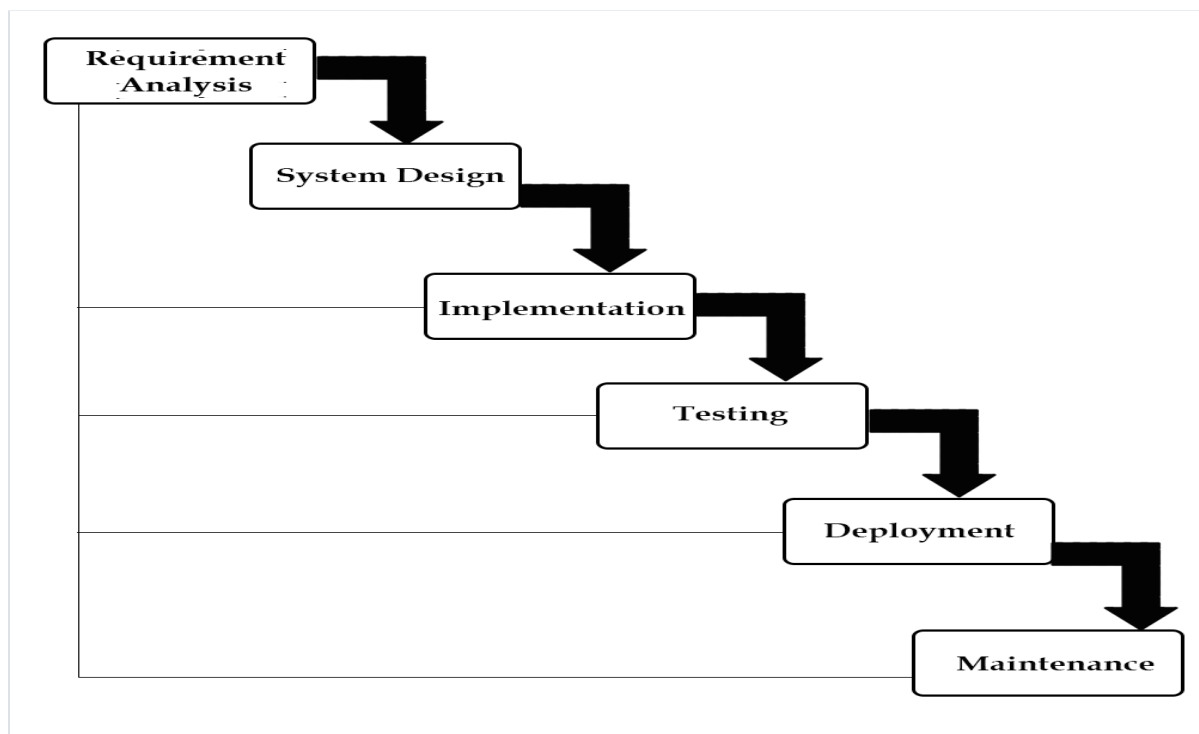 Requirement
Analysis
System Design
Implementation
Testing
Deployment
Maintenance